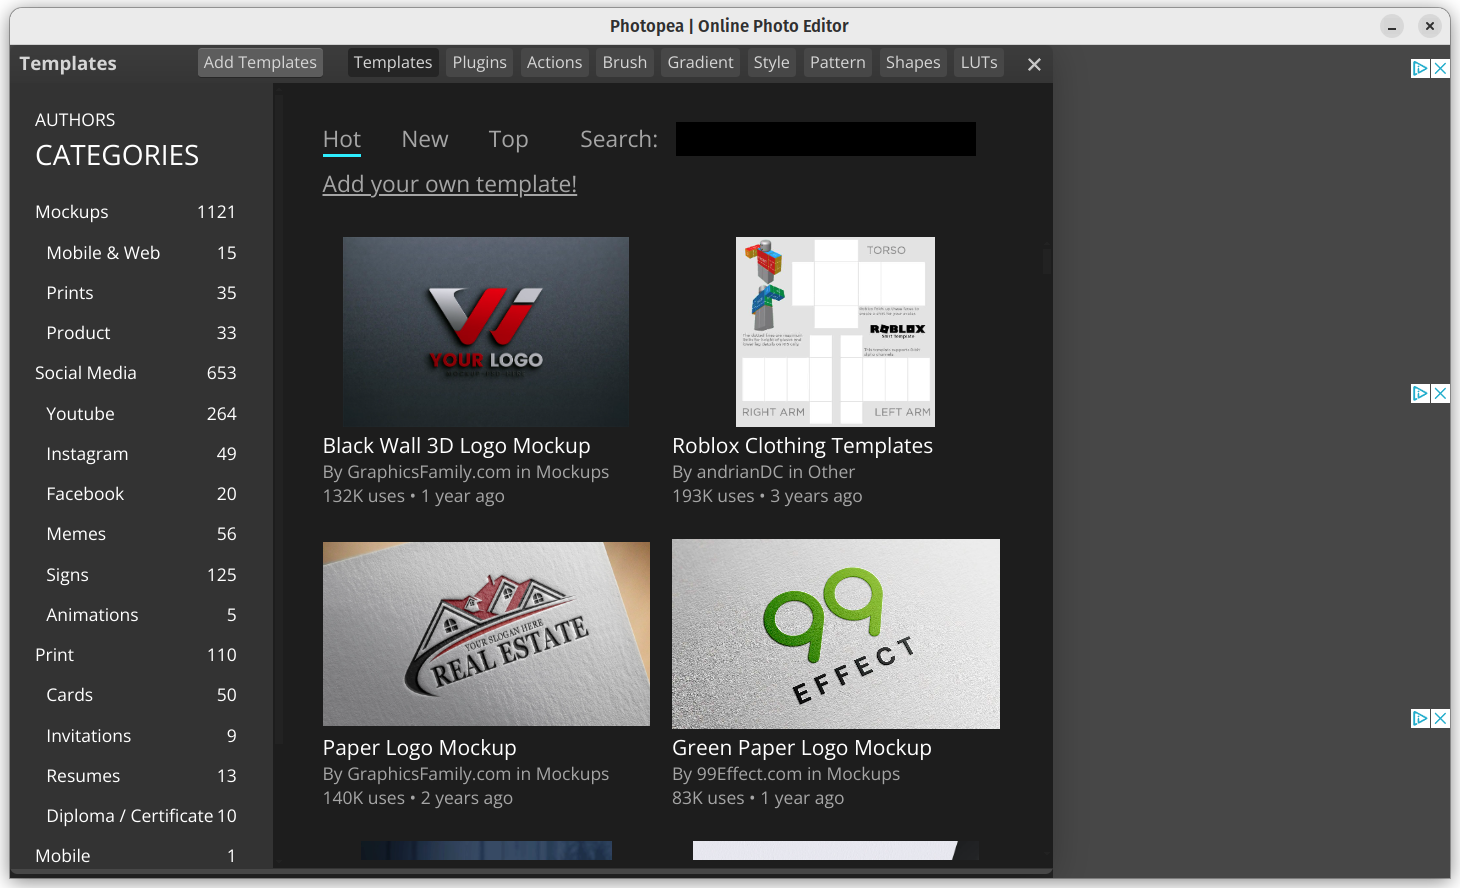 Photopea | Online Photo Editor
Templates
Add Templates
Templates Plugins Actions Brush Gradient Style Pattern Shapes LUTs
AUTHORS
CATEGORIES
Mockups 1121
Mobile & Web 15
Prints 35
Product 33
Social Media 653
Youtube 264
Instagram 49
Facebook 20
Memes 56
Signs 125
Animations 5
Print 110
Cards 50
Invitations 9
Resumes 13
Diploma / Certificate 10
Mobile 1
Hot New Top Search:
Add your own template!
YOUR LOGO
Black Wall 3D Logo Mockup
By GraphicsFamily.com in Mockups
132K uses • 1 year ago
TORSO
ROBLOX
Shirt Template
RIGHT ARM
LEFT ARM
Roblox Clothing Templates
By andrianDC in Other
193K uses • 3 years ago
YOUR SLOGAN HERE
REAL ESTATE
Paper Logo Mockup
By GraphicsFamily.com in Mockups
140K uses • 2 years ago
99
EFFECT
Green Paper Logo Mockup
By 99Effect.com in Mockups
83K uses • 1 year ago